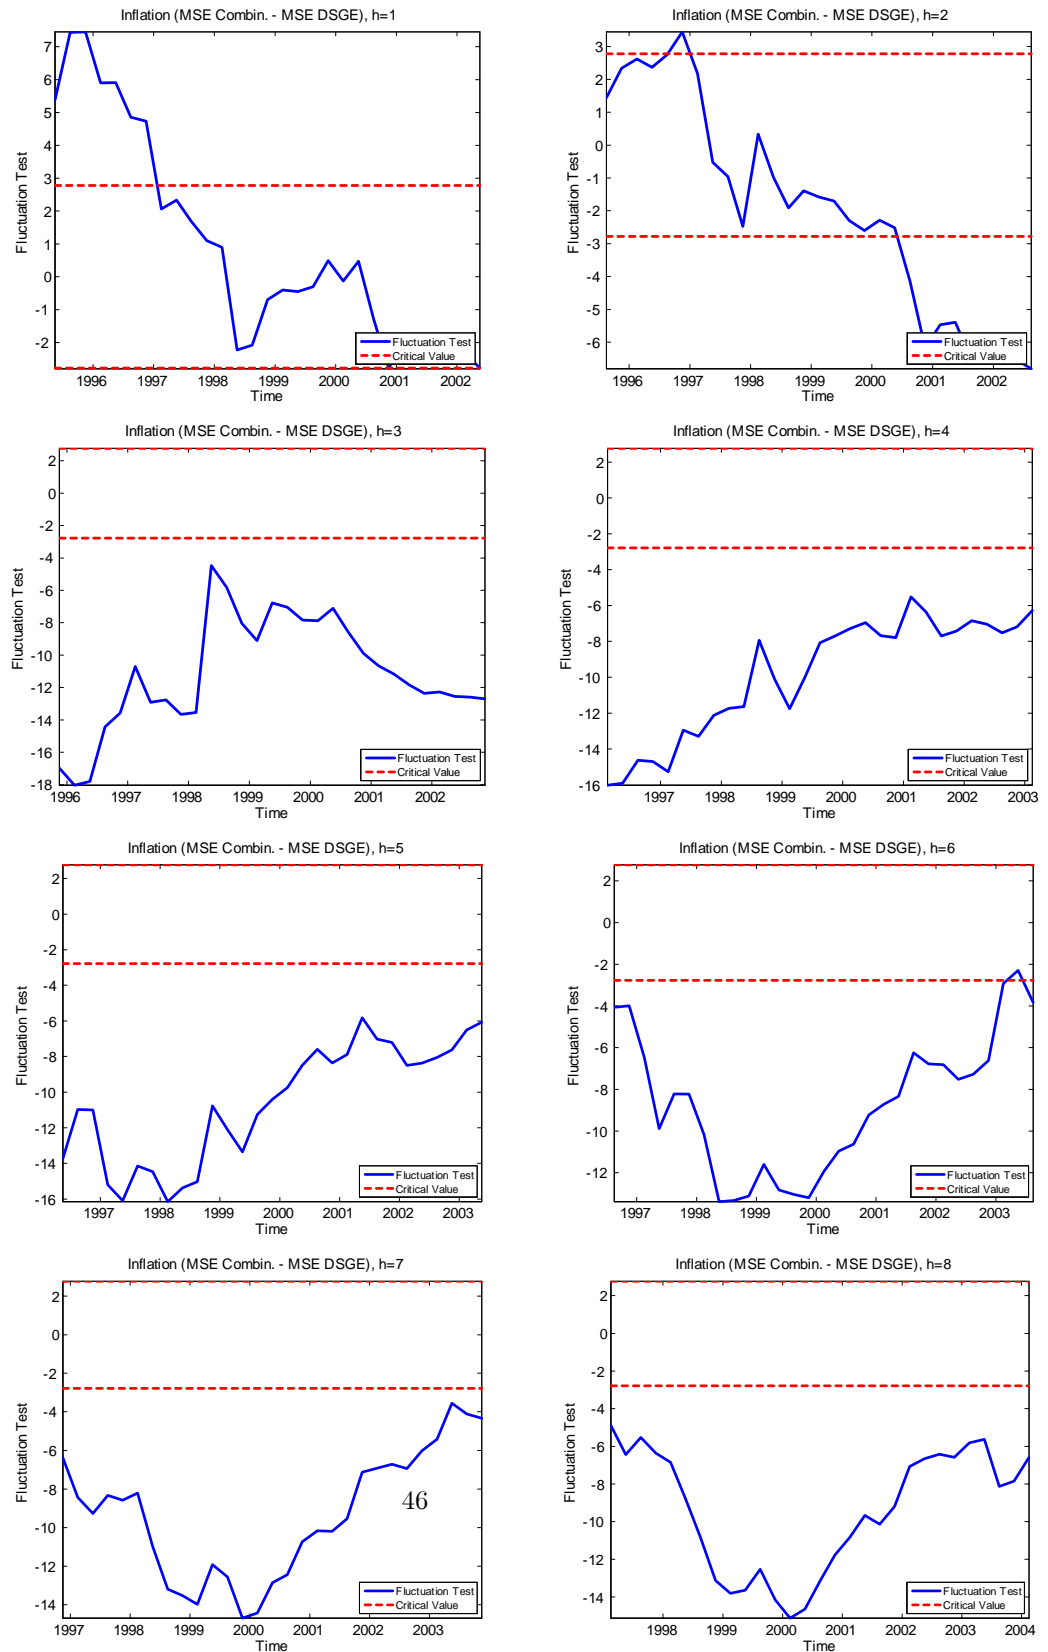 Inflation (MSE Combin. - MSE DSGE), h=1
7
6
5
4
3
2
1
0
-1
-2
Fluctuation Test
Fluctuation Test
Critical Value
1996 1997 1998 1999 2000 2001 2002
Time
Inflation (MSE Combin. - MSE DSGE), h=2
3
2
1
0
-1
-2
-3
-4
-5
-6
Fluctuation Test
Fluctuation Test
Critical Value
1996 1997 1998 1999 2000 2001 2002
Time
Inflation (MSE Combin. - MSE DSGE), h=3
2
0
-2
-4
-6
-8
-10
-12
-14
-16
-18
Fluctuation Test
Fluctuation Test
Critical Value
1996 1997 1998 1999 2000 2001 2002
Time
Inflation (MSE Combin. - MSE DSGE), h=4
2
0
-2
-4
-6
-8
-10
-12
-14
-16
Fluctuation Test
Fluctuation Test
Critical Value
1997 1998 1999 2000 2001 2002 2003
Time
Inflation (MSE Combin. - MSE DSGE), h=5
2
0
-2
-4
-6
-8
-10
-12
-14
-16
Fluctuation Test
Fluctuation Test
Critical Value
1997 1998 1999 2000 2001 2002 2003
Time
Inflation (MSE Combin. - MSE DSGE), h=6
2
0
-2
-4
-6
-8
-10
-12
Fluctuation Test
Fluctuation Test
Critical Value
1997 1998 1999 2000 2001 2002 2003
Time
Inflation (MSE Combin. - MSE DSGE), h=7
2
0
-2
-4
-6
-8
-10
-12
-14
Fluctuation Test
Fluctuation Test
Critical Value
1997 1998 1999 2000 2001 2002 2003
Time
46
Inflation (MSE Combin. - MSE DSGE), h=8
2
0
-2
-4
-6
-8
-10
-12
-14
Fluctuation Test
Fluctuation Test
Critical Value
1998 1999 2000 2001 2002 2003 2004
Time